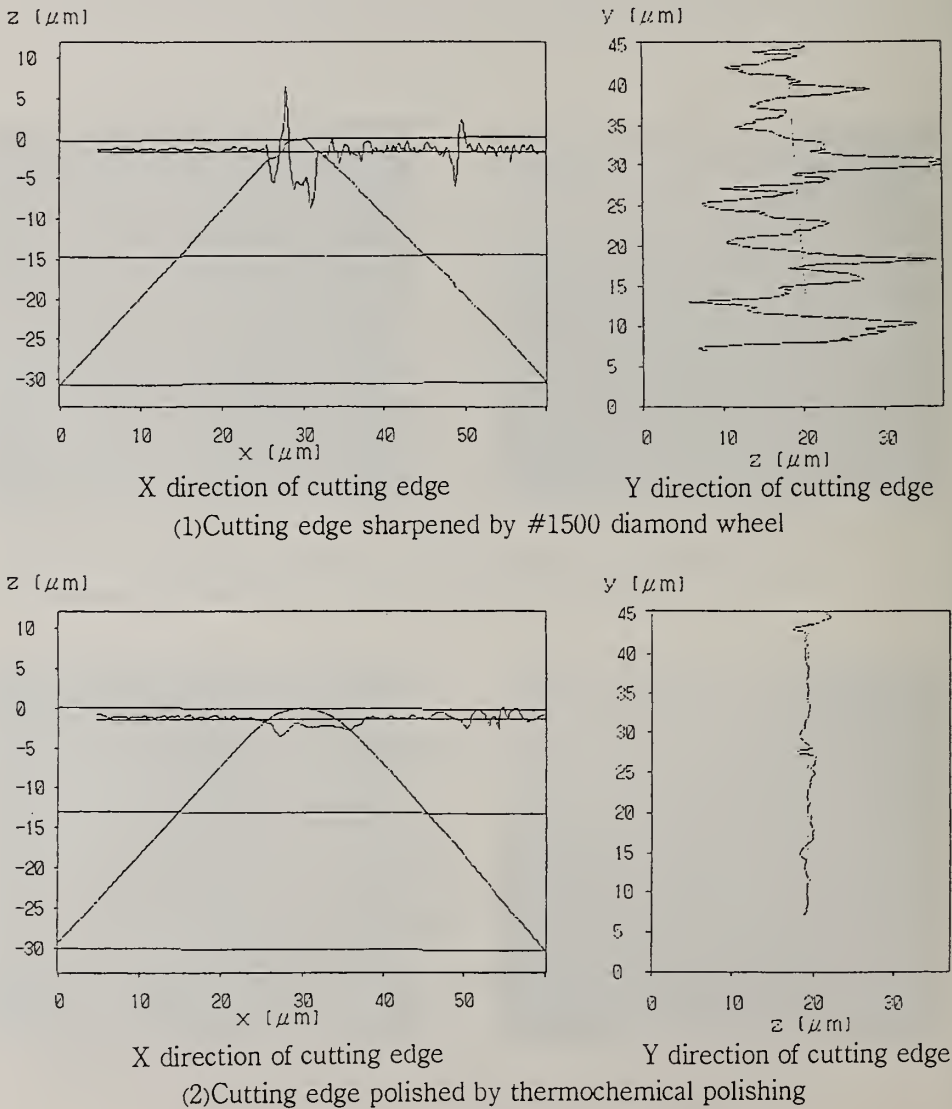 z [μm]
y [μm]
10
5
0
-5
-10
-15
-20
-25
-30
0 10 20 30 40 50
x [μm]
45
40
35
30
25
20
15
10
5
0
0 10 20 30
z [μm]
X direction of cutting edge
Y direction of cutting edge
(1)Cutting edge sharpened by #1500 diamond wheel
z [μm]
y [μm]
10
5
0
-5
-10
-15
-20
-25
-30
0 10 20 30 40 50
x [μm]
45
40
35
30
25
20
15
10
5
0
0 10 20 30
z [μm]
X direction of cutting edge
Y direction of cutting edge
(2)Cutting edge polished by thermochemical polishing